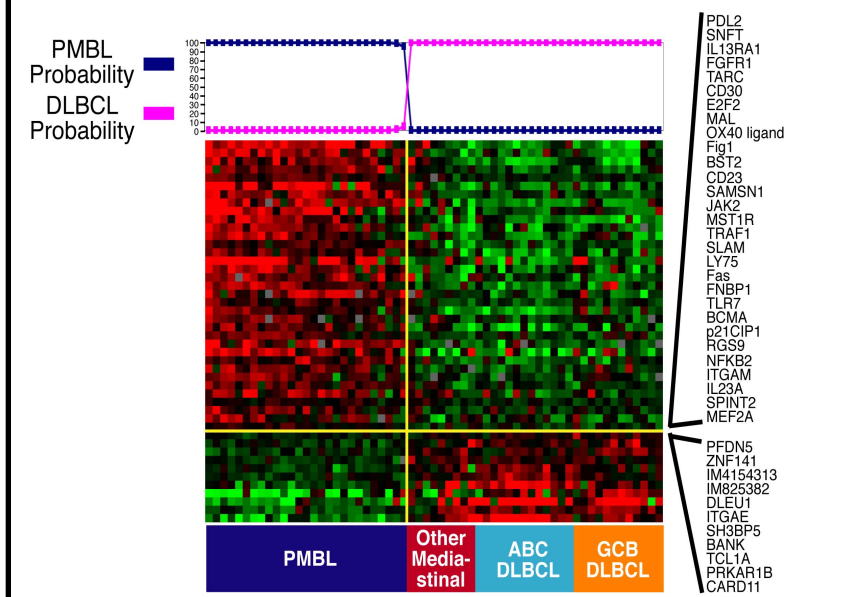 PMBL
Probability
DLBCL
Probability
100
90
80
70
60
50
40
30
20
10
0
PDL2
SNFT
IL13RA1
FGFR1
TARC
CD30
E2F2
MAL
OX40 ligand
Fig1
BST2
CD23
SAMSN1
JAK2
MST1R
TRAF1
SLAM
LY75
Fas
FNBP1
TLR7
BCMA
p21CIP1
RGS9
NFKB2
ITGAM
IL23A
SPINT2
MEF2A
PFDN5
ZNF141
IM4154313
IM825382
DLEU1
ITGAE
SH3BP5
BANK
TCL1A
PRKAR1B
CARD11
PMBL
Other
Media-
stinal
ABC
DLBCL
GCB
DLBCL